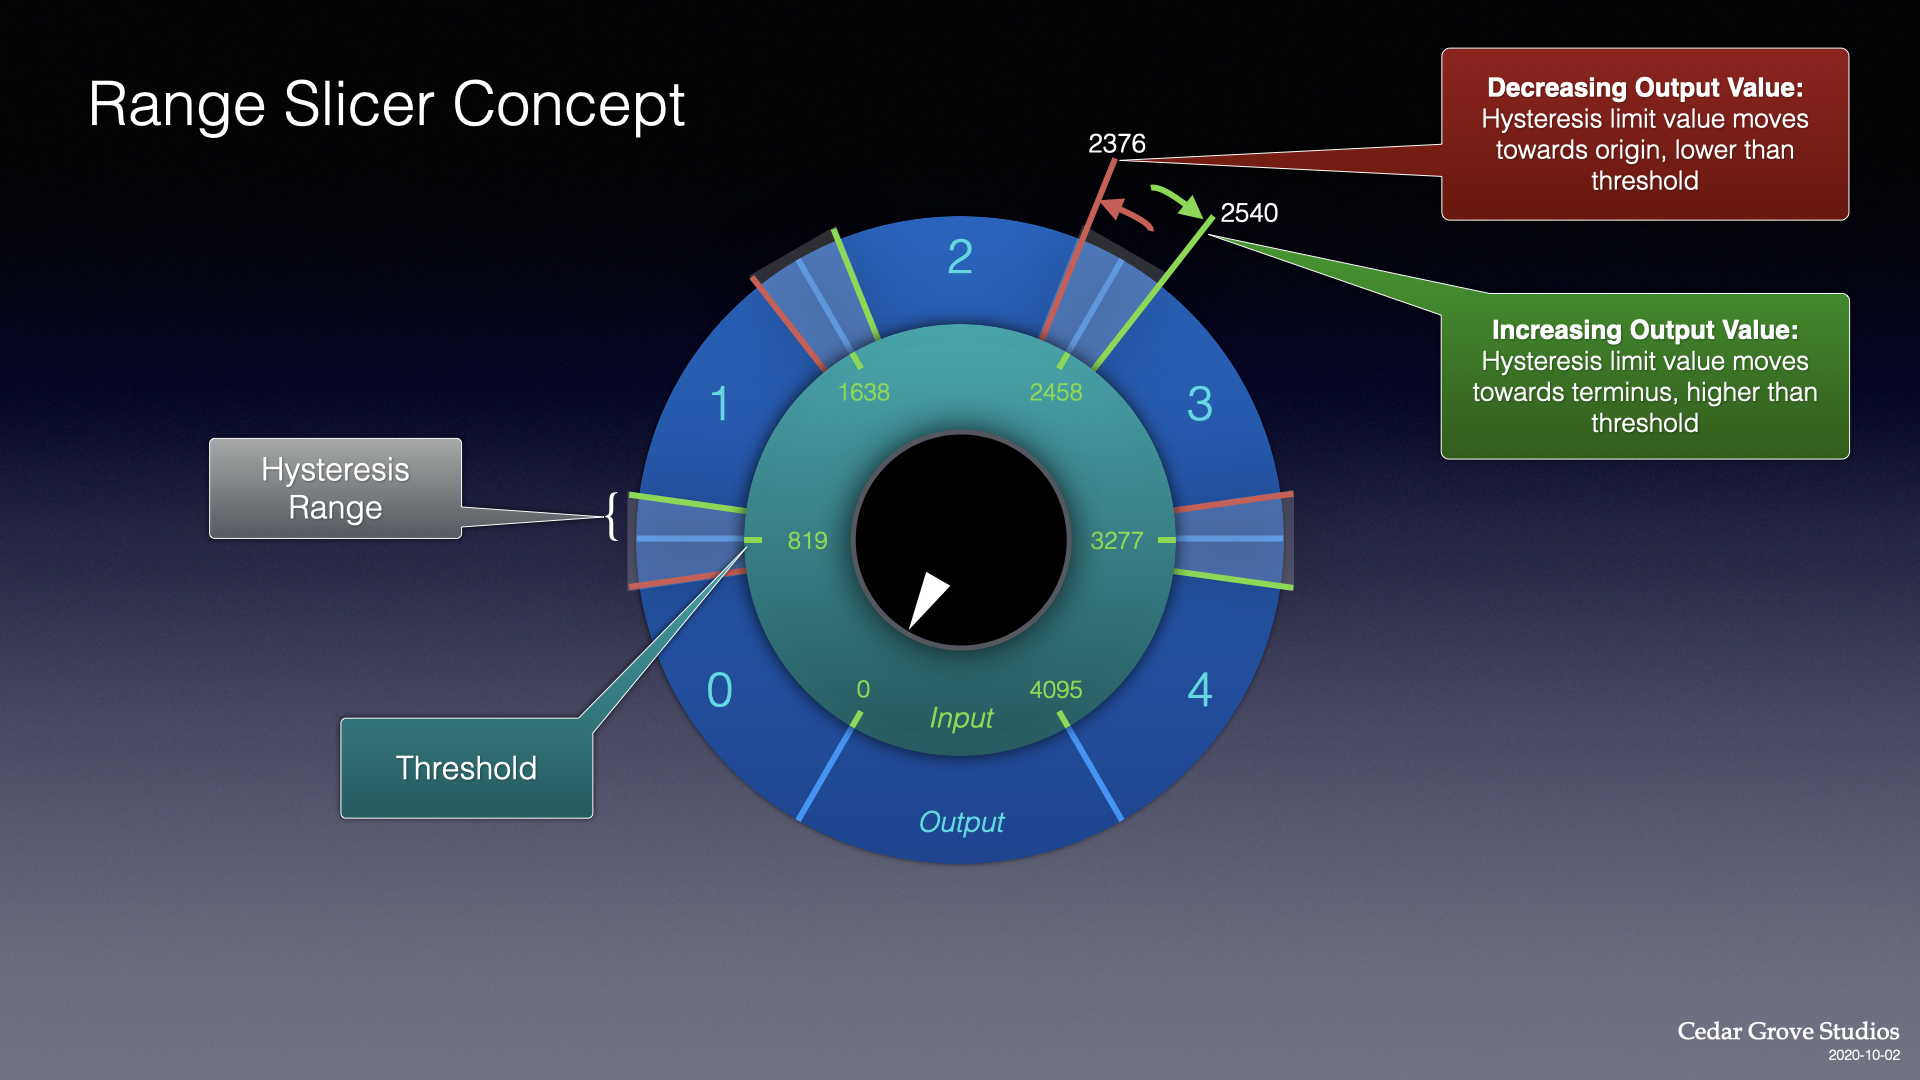 Range Slicer Concept
Decreasing Output Value:
Hysteresis limit value moves
towards origin, lower than
threshold
2376
2540
2
Increasing Output Value:
Hysteresis limit value moves
towards terminus, higher than
threshold
1
1638
2458
3
Hysteresis
Range
{
819
3277
0
0
4095
4
Input
Threshold
Output
Cedar Grove Studios
2020-10-02